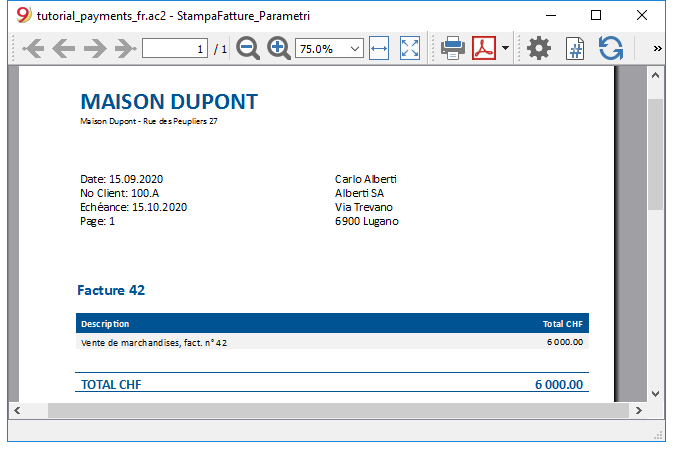 tutorial_payments_fr.ac2 - StampaFatture_Parametri
1 / 1 75.0% »
MAISON DUPONT
Maison Dupont - Rue des Peupliers 27
Date: 15.09.2020
No Client: 100.A
Echéance: 15.10.2020
Page: 1
Carlo Alberti
Alberti SA
Via Trevano
6900 Lugano
Facture 42
Description Total CHF
Vente de marchandises, fact. n° 42 6 000.00
TOTAL CHF 6 000.00